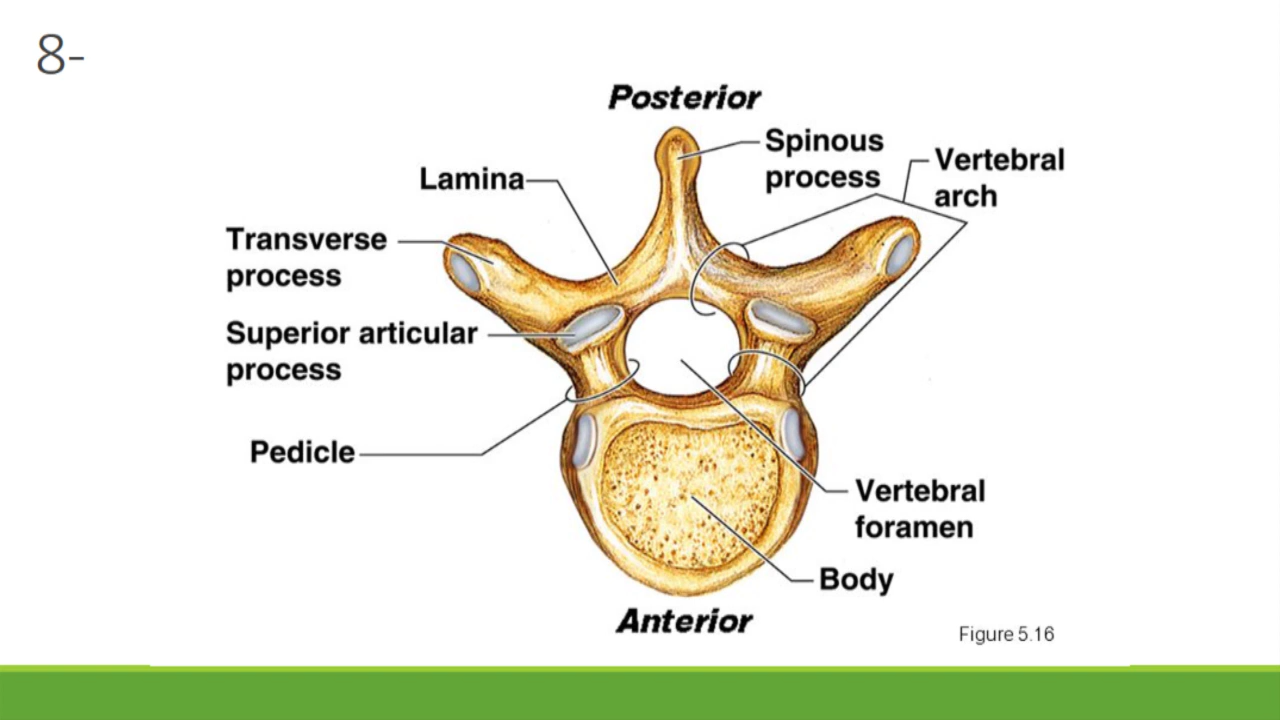 8-
Posterior
Spinous
process
Vertebral
arch
Lamina
Transverse
process
Superior articular
process
Pedicle
Vertebral
foramen
Body
Anterior
Figure 5.16